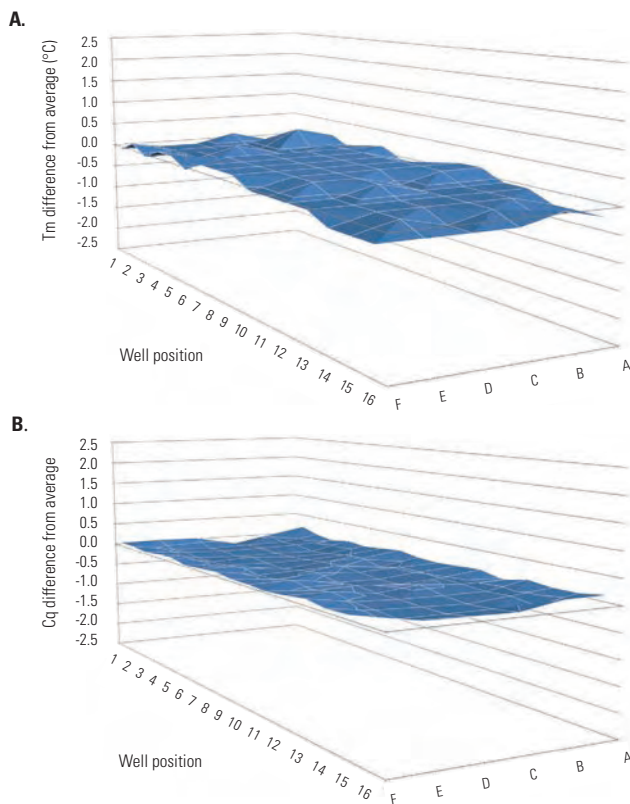 A.
Tm difference from average (°C)
2.5
2.0
1.5
1.0
0.5
0.0
-0.5
-1.0
-1.5
-2.0
-2.5
1 2 3 4 5 6 7 8 9 10 11 12 13 14 15 16
Well position
F E D C B A
B.
Cq difference from average
2.5
2.0
1.5
1.0
0.5
0.0
-0.5
-1.0
-1.5
-2.0
-2.5
1 2 3 4 5 6 7 8 9 10 11 12 13 14 15 16
Well position
F E D C B A